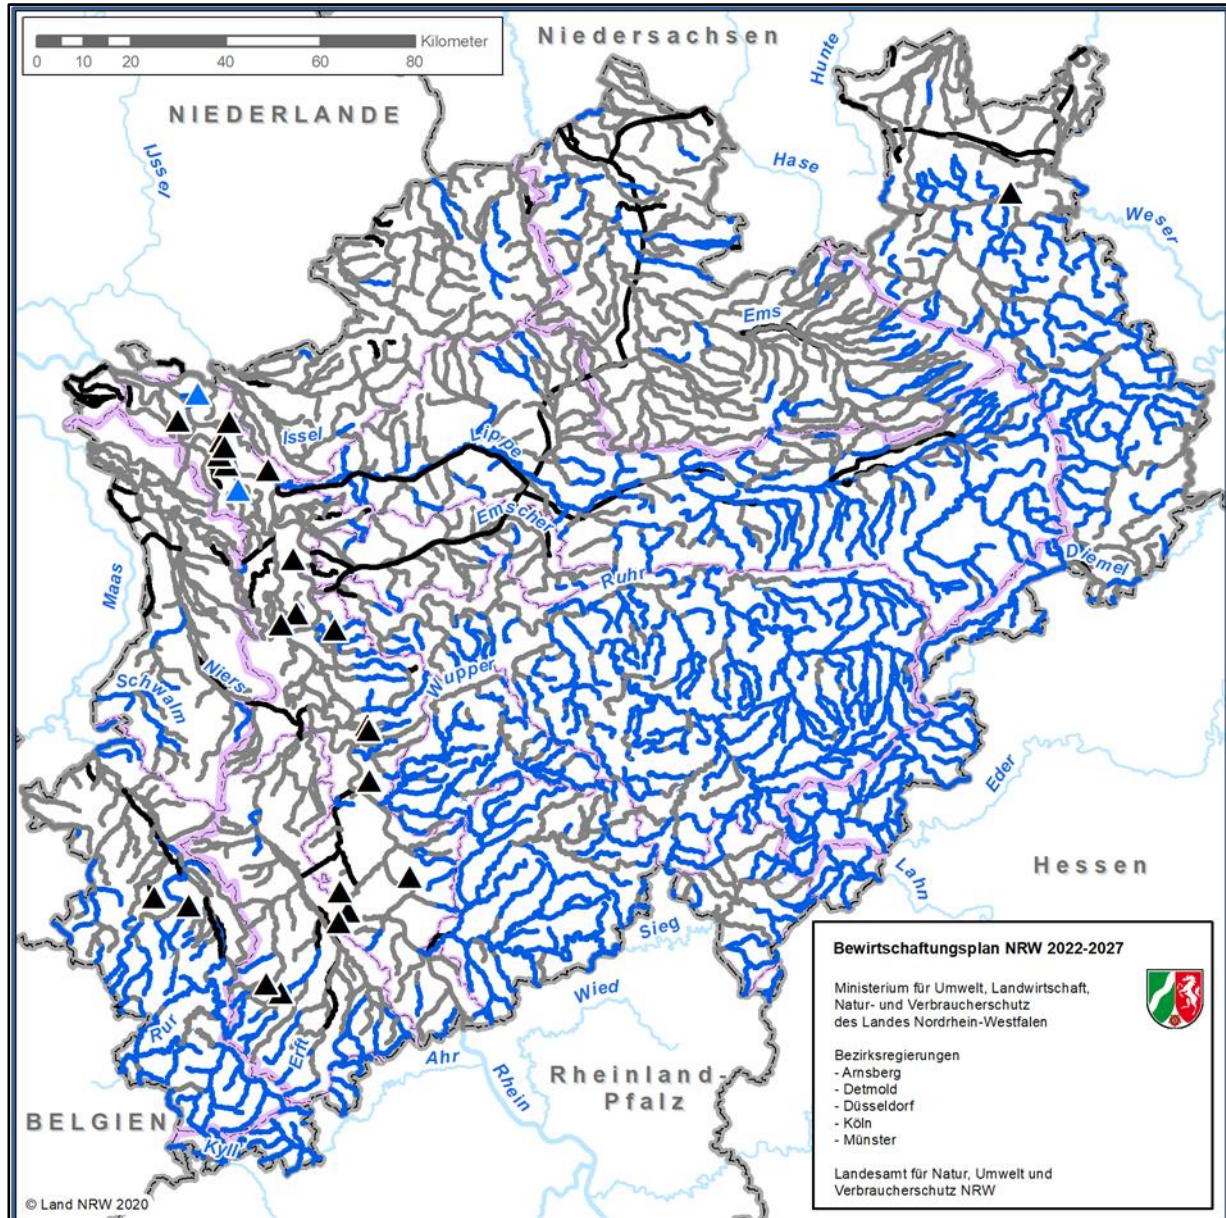 Kilometer
0 10 20 40 60 80
Niedersachsen
Hunte
NIEDERLANDE
IJssel
Hase
Weser
Ems
Issel
Lippe
Emscher
Maas
Ruhr
Diemel
Niers
Wupper
Schwalm
Eder
Hessen
Lahn
Sieg
Wied
Rur
Erft
Ahr
Rhein
Rheinland-
Pfalz
BELGIEN
Kyll
Bewirtschaftungsplan NRW 2022-2027
Ministerium für Umwelt, Landwirtschaft,
Natur- und Verbraucherschutz
des Landes Nordrhein-Westfalen
Bezirksregierungen
- Arnsberg
- Detmold
- Düsseldorf
- Köln
- Münster
Landesamt für Natur, Umwelt und
Verbraucherschutz NRW
© Land NRW 2020